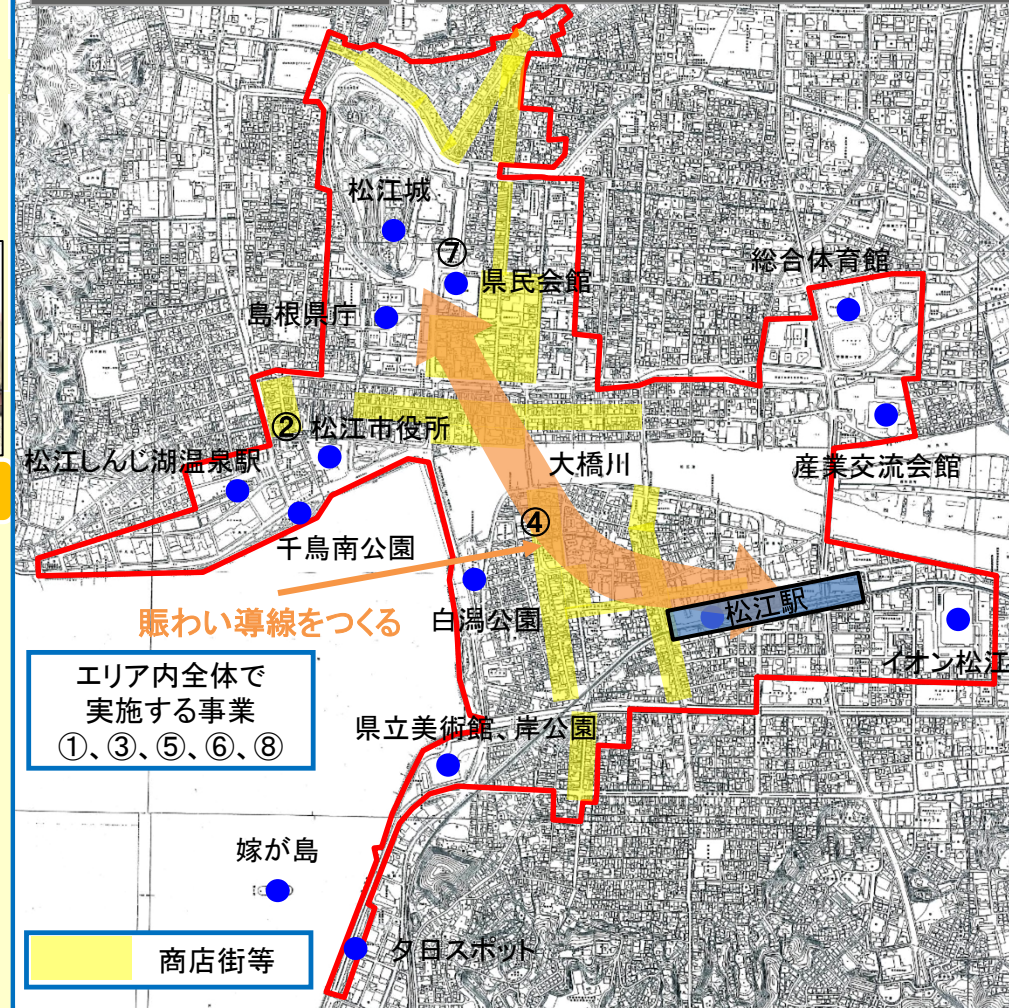 松江城
⑦
県民会館
総合体育館
島根県庁
② 松江市役所
松江しんじ湖温泉駅
大橋川
産業交流会館
④
千鳥南公園
賑わい導線をつくる
白潟公園
松江駅
イオン松江
エリア内全体で
実施する事業
①、③、⑤、⑥、⑧
県立美術館、岸公園
嫁が島
夕日スポット
商店街等